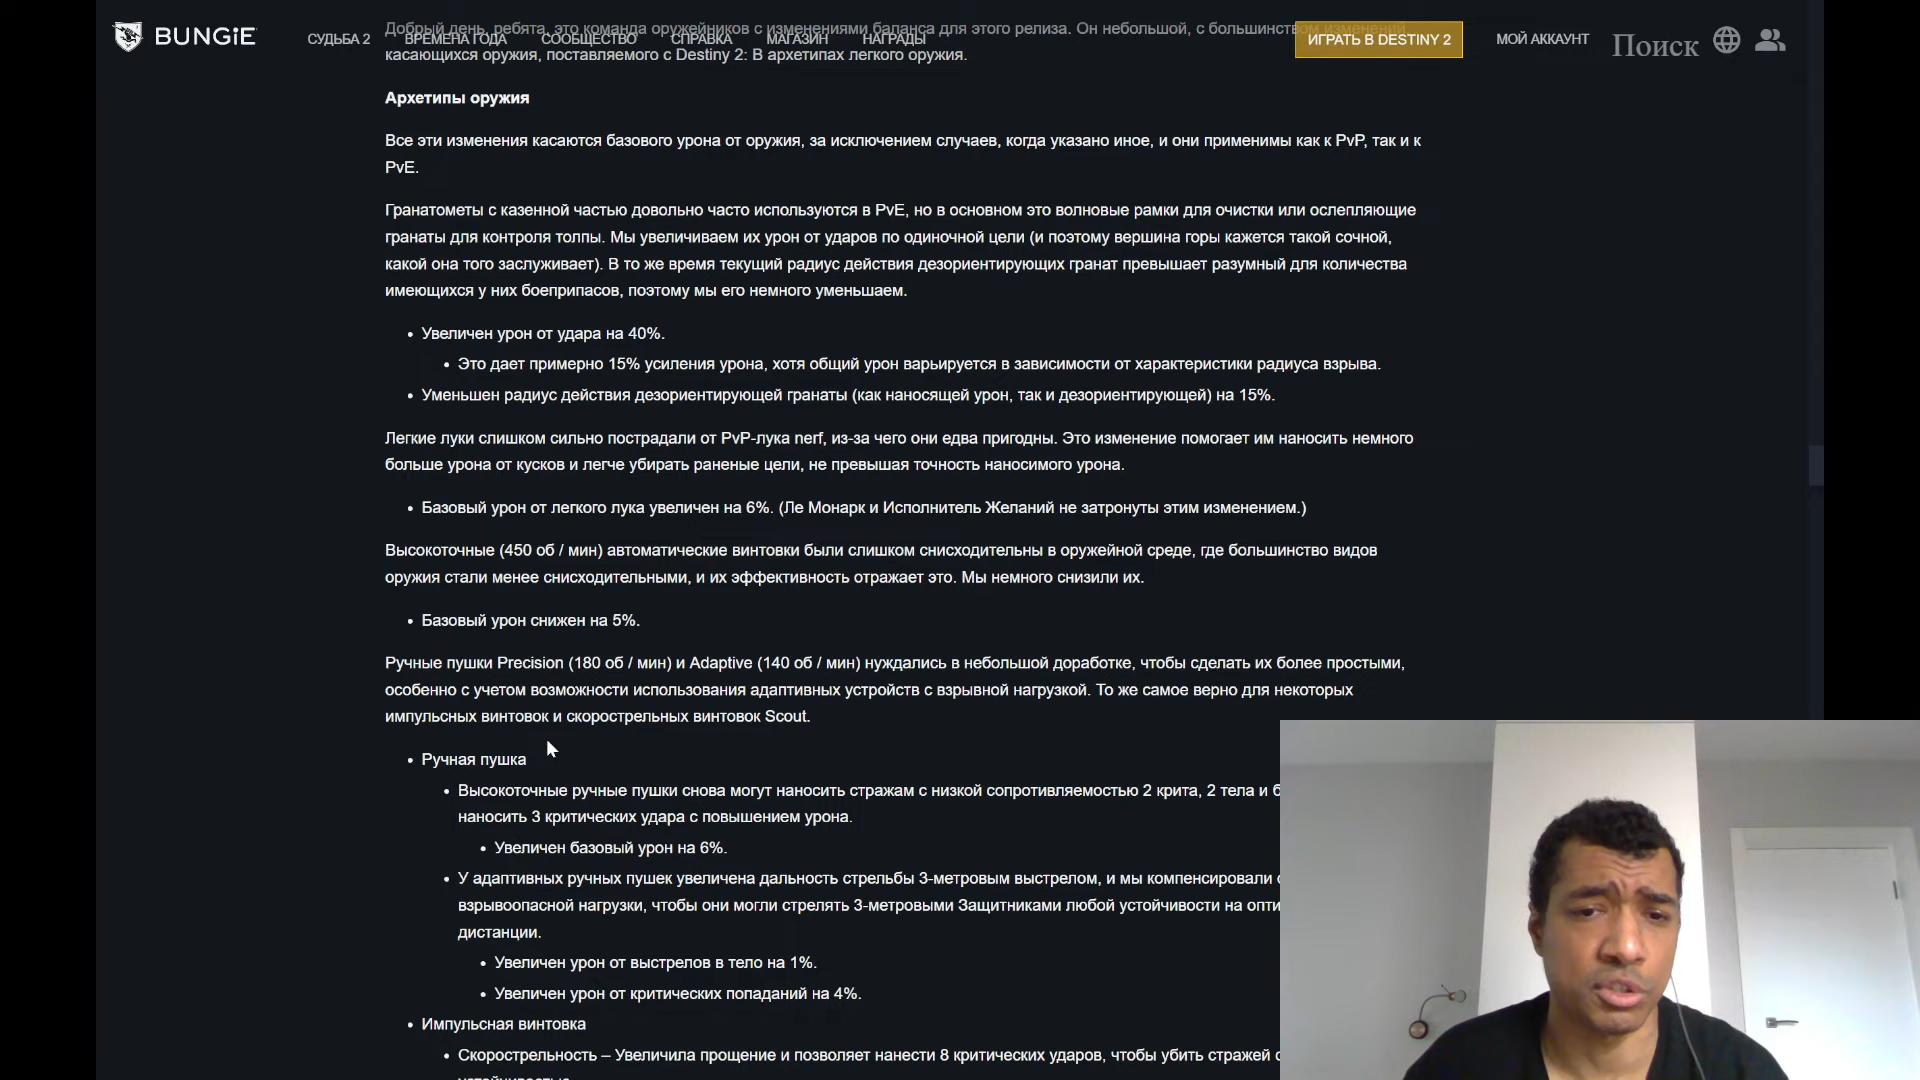 BUNGiE
СУДЬБА 2
ВРЕМЕНА ГОДА
СООБЩЕСТВО
СПРАВКА
МАГАЗИН
НАГРАДЫ
ИГРАТЬ В DESTINY 2
МОЙ АККАУНТ
Поиск
Добрый день, ребята, это команда оружейников с изменениями баланса для этого релиза. Он небольшой, с большинством изменений,
касающихся оружия, поставляемого с Destiny 2: В архетипах легкого оружия.
Архетипы оружия
Все эти изменения касаются базового урона от оружия, за исключением случаев, когда указано иное, и они применимы как к PvP, так и к
PvE.
Гранатометы с казенной частью довольно часто используются в PvE, но в основном это волновые рамки для очистки или ослепляющие
гранаты для контроля толпы. Мы увеличиваем их урон от ударов по одиночной цели (и поэтому вершина горы кажется такой сочной,
какой она того заслуживает). В то же время текущий радиус действия дезориентирующих гранат превышает разумный для количества
имеющихся у них боеприпасов, поэтому мы его немного уменьшаем.
• Увеличен урон от удара на 40%.
• Это дает примерно 15% усиления урона, хотя общий урон варьируется в зависимости от характеристики радиуса взрыва.
• Уменьшен радиус действия дезориентирующей гранаты (как наносящей урон, так и дезориентирующей) на 15%.
Легкие луки слишком сильно пострадали от PvP-лука nerf, из-за чего они едва пригодны. Это изменение помогает им наносить немного
больше урона от кусков и легче убирать раненые цели, не превышая точность наносимого урона.
• Базовый урон от легкого лука увеличен на 6%. (Ле Монарк и Исполнитель Желаний не затронуты этим изменением.)
Высокоточные (450 об / мин) автоматические винтовки были слишком снисходительны в оружейной среде, где большинство видов
оружия стали менее снисходительными, и их эффективность отражает это. Мы немного снизили их.
• Базовый урон снижен на 5%.
Ручные пушки Precision (180 об / мин) и Adaptive (140 об / мин) нуждались в небольшой доработке, чтобы сделать их более простыми,
особенно с учетом возможности использования адаптивных устройств с взрывной нагрузкой. То же самое верно для некоторых
импульсных винтовок и скорострельных винтовок Scout.
• Ручная пушка
• Высокоточные ручные пушки снова могут наносить стражам с низкой сопротивляемостью 2 крита, 2 тела и
наносить 3 критических удара с повышением урона.
• Увеличен базовый урон на 6%.
• У адаптивных ручных пушек увеличена дальность стрельбы 3-метровым выстрелом, и мы компенсировали
взрывоопасной нагрузки, чтобы они могли стрелять 3-метровыми Защитниками любой устойчивости на
дистанции.
• Увеличен урон от выстрелов в тело на 1%.
• Увеличен урон от критических попаданий на 4%.
• Импульсная винтовка
• Скорострельность – Увеличила прощение и позволяет нанести 8 критических ударов, чтобы убить стражей